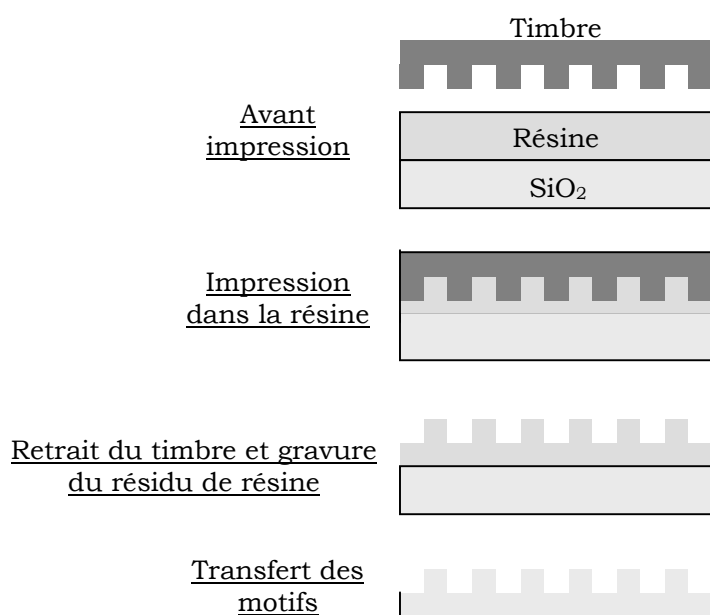 Timbre
Avant
impression
Résine
SiO₂
Impression
dans la résine
Retrait du timbre et gravure
du résidu de résine
Transfert des
motifs